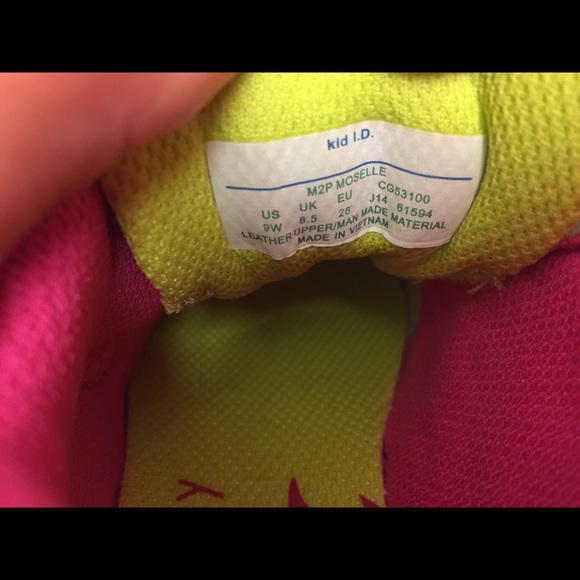 kid I.D.
M2P MOSELLE
US UK EU CG53100
9W 8.5 26 J14 61594
LEATHER UPPER/MAN MADE MATERIAL
MADE IN VIETNAM
Y